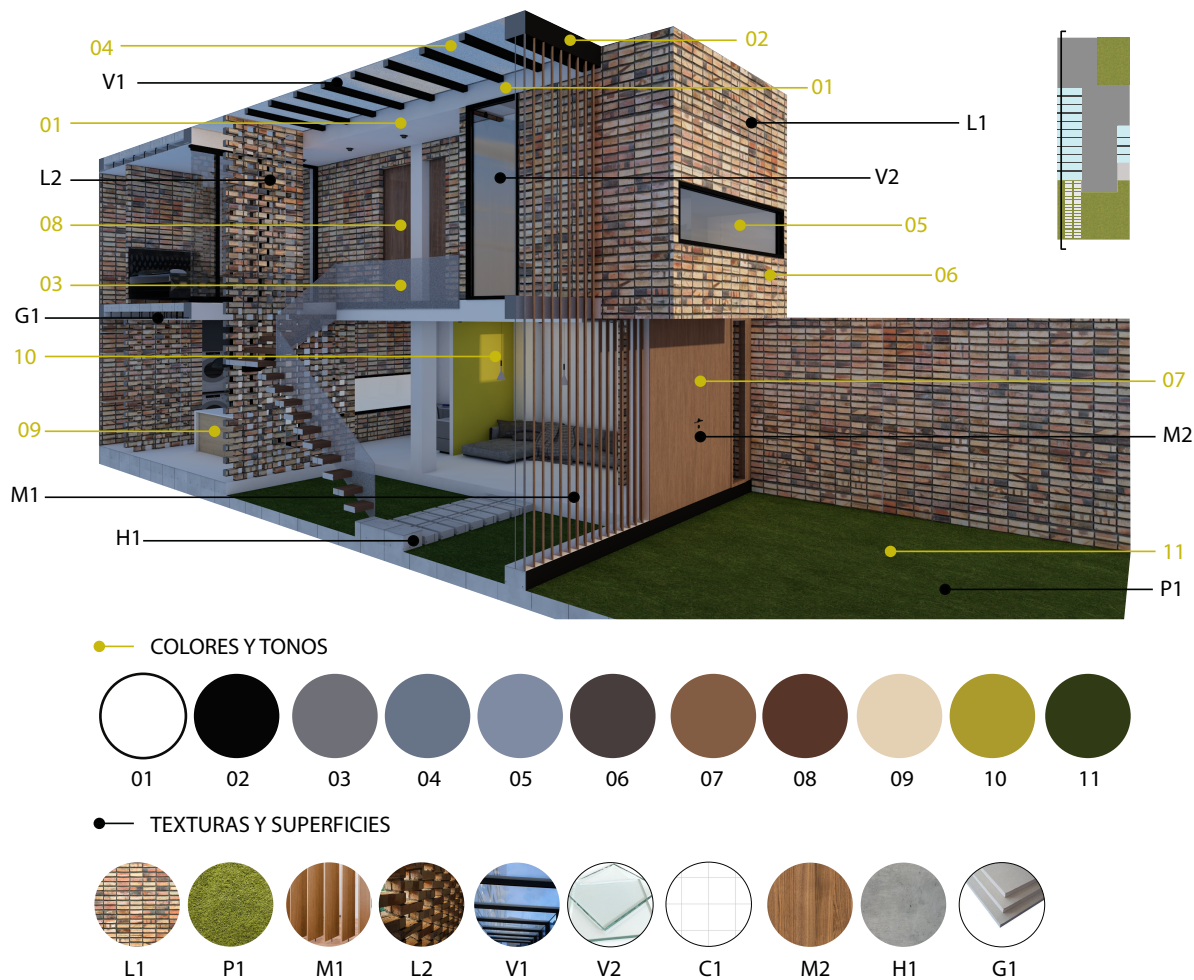 02
04
V1
01
01
L1
L2
V2
08
05
06
03
G1
10
07
09
M2
M1
H1
11
P1
COLORES Y TONOS
01 02 03 04 05 06 07 08 09 10 11
TEXTURAS Y SUPERFICIES
L1 P1 M1 L2 V1 V2 C1 M2 H1 G1